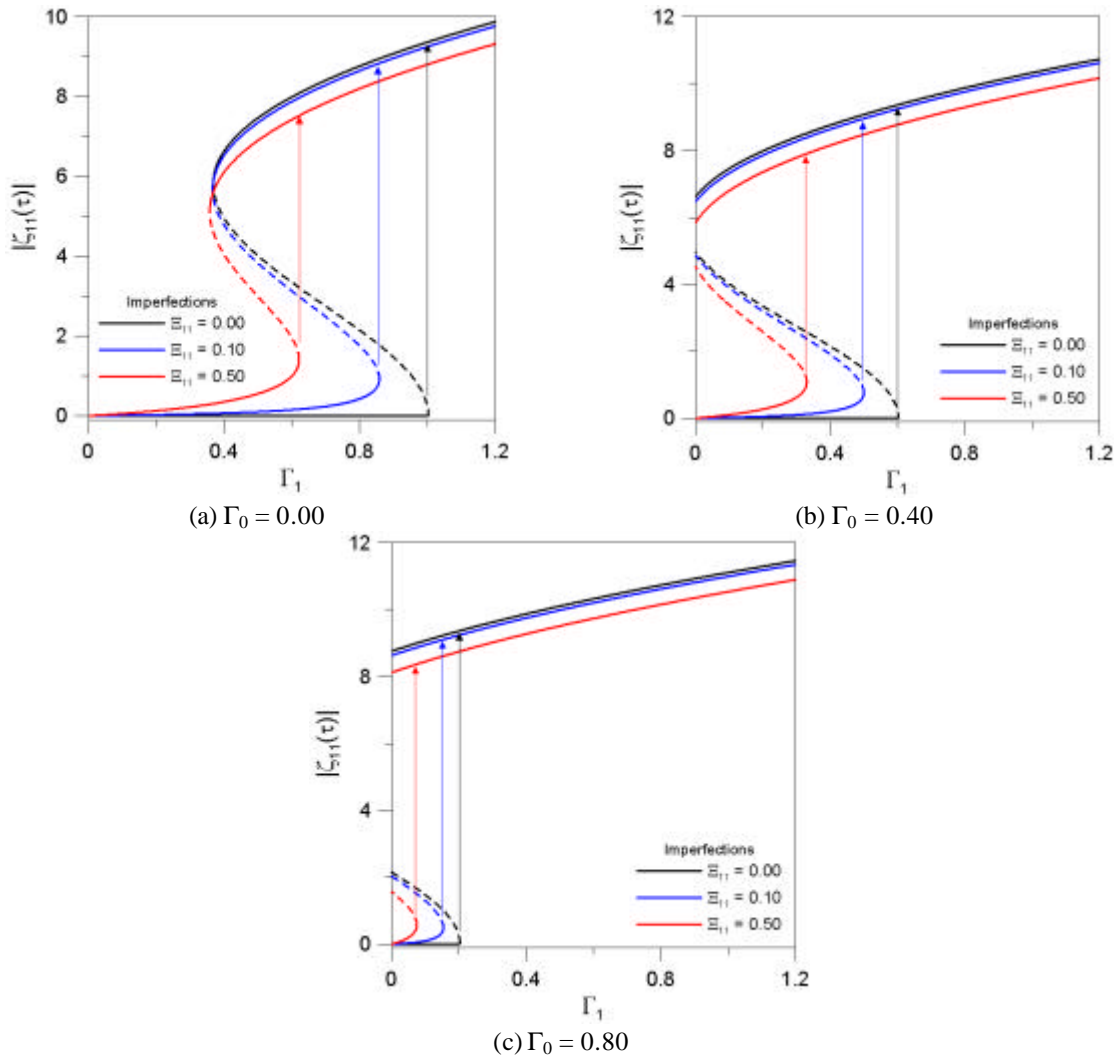 10
8
6
4
2
0
|ζ₁₁(τ)|
Imperfections
Ξ₁₁ = 0.00
Ξ₁₁ = 0.10
Ξ₁₁ = 0.50
0 0.4 0.8 1.2
Γ₁
(a) Γ₀ = 0.00
12
8
4
0
|ζ₁₁(τ)|
Imperfections
Ξ₁₁ = 0.00
Ξ₁₁ = 0.10
Ξ₁₁ = 0.50
0 0.4 0.8 1.2
Γ₁
(b) Γ₀ = 0.40
12
8
4
0
|ζ₁₁(τ)|
Imperfections
Ξ₁₁ = 0.00
Ξ₁₁ = 0.10
Ξ₁₁ = 0.50
0 0.4 0.8 1.2
Γ₁
(c) Γ₀ = 0.80